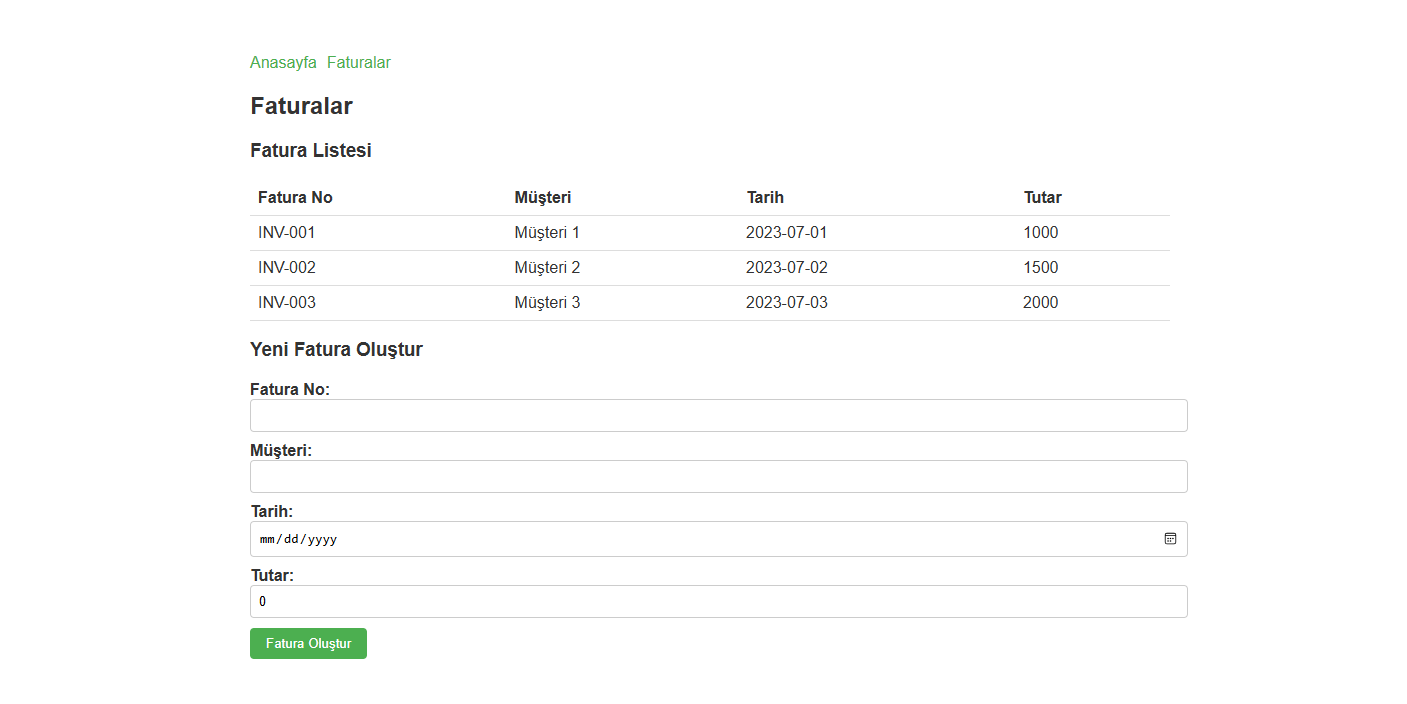 Anasayfa Faturalar
Faturalar
Fatura Listesi
Fatura No Müşteri Tarih Tutar
INV-001 Müşteri 1 2023-07-01 1000
INV-002 Müşteri 2 2023-07-02 1500
INV-003 Müşteri 3 2023-07-03 2000
Yeni Fatura Oluştur
Fatura No:
Müşteri:
Tarih:
mm/dd/yyyy
Tutar:
0
Fatura Oluştur